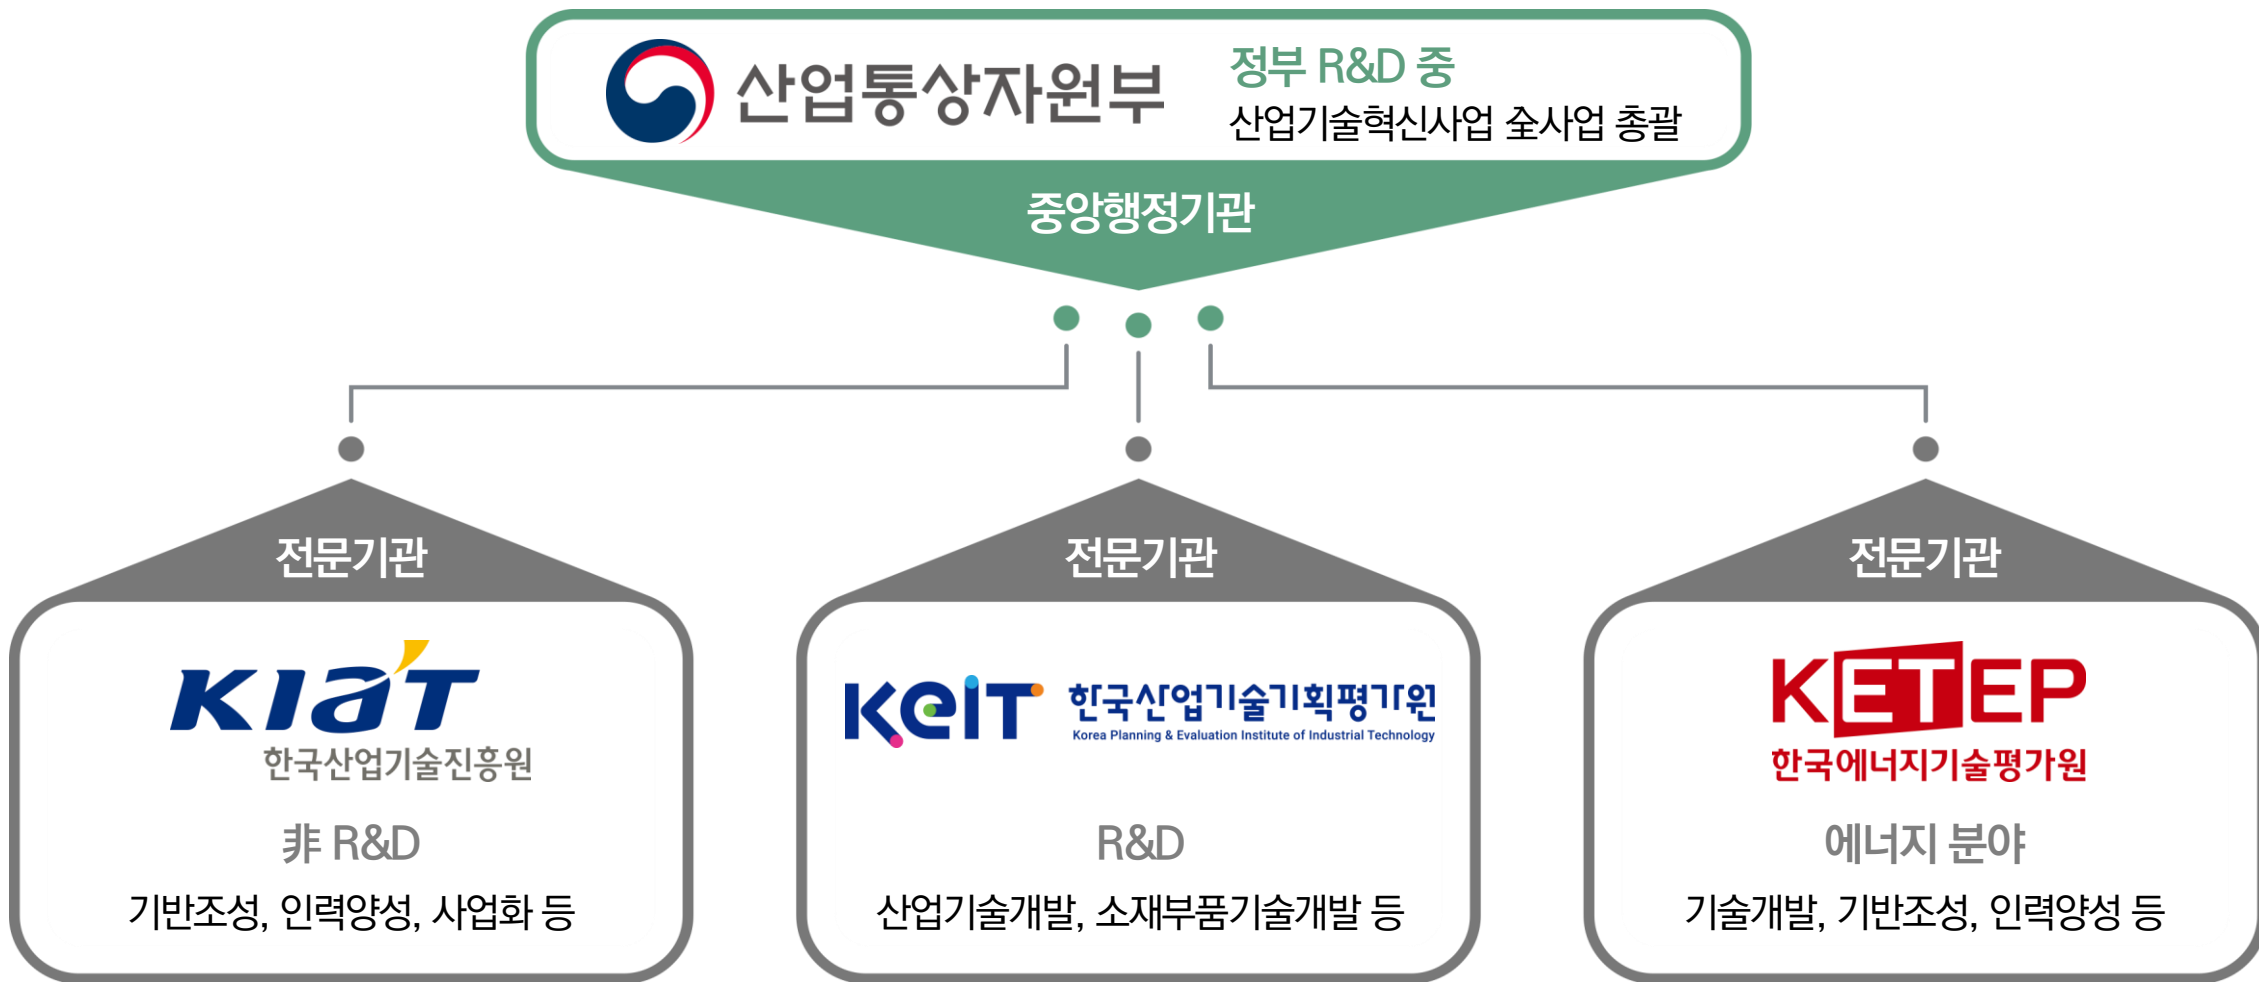 산업통상자원부
정부 R&D 중
산업기술혁신사업 全사업 총괄
중앙행정기관
전문기관
KIAT
한국산업기술진흥원
非 R&D
기반조성, 인력양성, 사업화 등
전문기관
KEIT 한국산업기술기획평가원
Korea Planning & Evaluation Institute of Industrial Technology
R&D
산업기술개발, 소재부품기술개발 등
전문기관
KETEP
한국에너지기술평가원
에너지 분야
기술개발, 기반조성, 인력양성 등